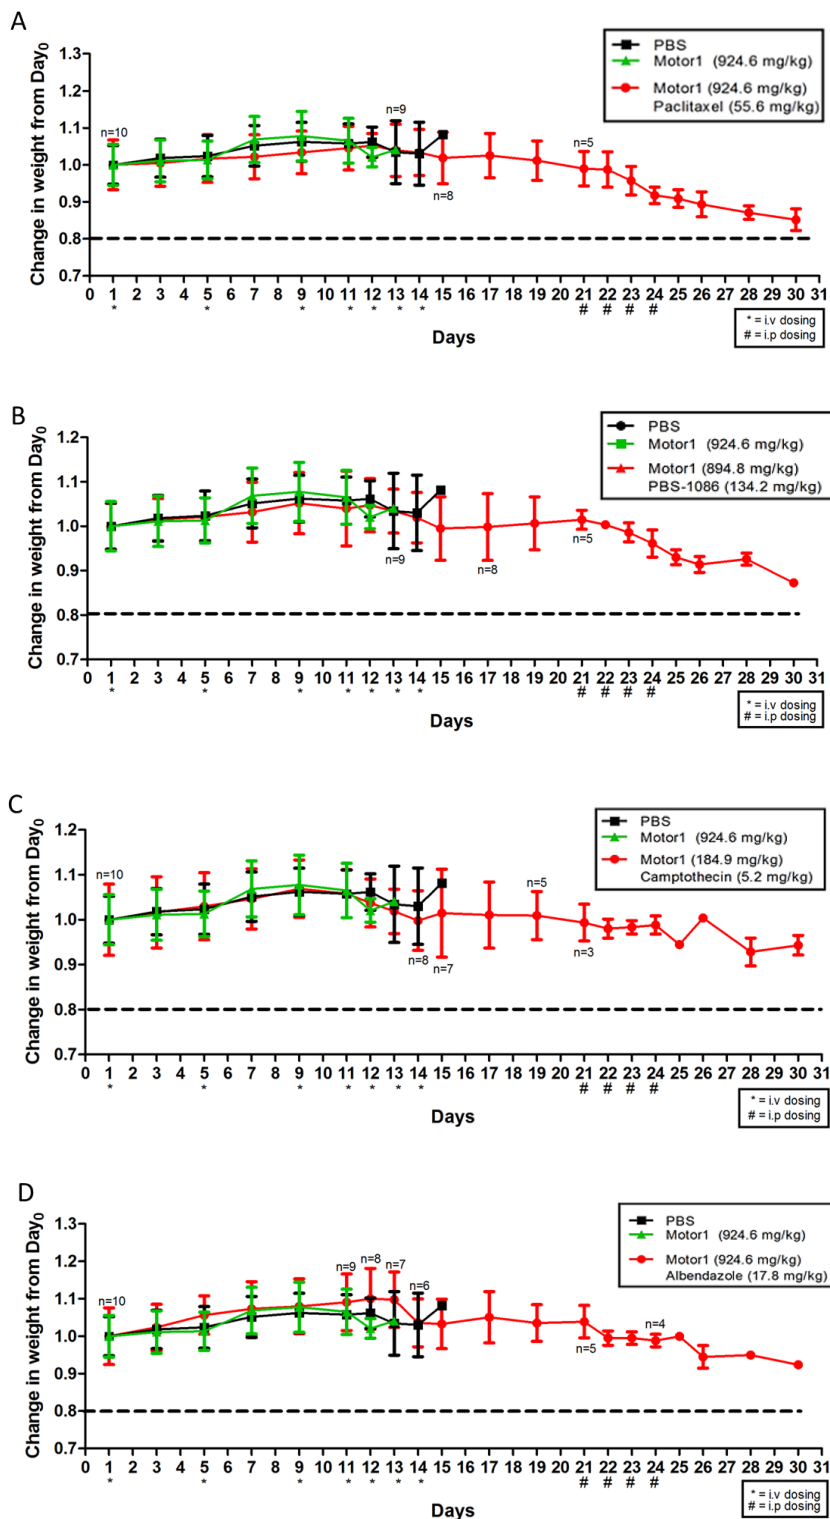 A
Change in weight from Day0
1.3
1.2
1.1
1.0
0.9
0.8
0.7
n=10
n=9
n=8
n=5
PBS
Motor1 (924.6 mg/kg)
Motor1 (924.6 mg/kg)
Paclitaxel (55.6 mg/kg)
0 1 3 5 7 9 10 11 12 13 14 15 16 17 18 19 20 21 22 23 24 25 26 27 28 29 30 31
* * * * * * * # # # #
Days
* = i.v dosing
# = i.p dosing
B
Change in weight from Day0
1.2
1.1
1.0
0.9
0.8
0.7
n=9
n=8
n=5
PBS
Motor1 (924.6 mg/kg)
Motor1 (894.8 mg/kg)
PBS-1086 (134.2 mg/kg)
0 1 2 3 4 5 6 7 8 9 10 11 12 13 14 15 16 17 18 19 20 21 22 23 24 25 26 27 28 29 30 31
* * * * * * * # # # #
Days
* = i.v dosing
# = i.p dosing
C
Change in weight from Day0
1.2
1.1
1.0
0.9
0.8
0.7
n=10
n=8
n=7
n=5
n=3
PBS
Motor1 (924.6 mg/kg)
Motor1 (184.9 mg/kg)
Camptothecin (5.2 mg/kg)
0 1 2 3 4 5 6 7 8 9 10 11 12 13 14 15 16 17 18 19 20 21 22 23 24 25 26 27 28 29 30 31
* * * * * * * # # # #
Days
* = i.v dosing
# = i.p dosing
D
Change in weight from Day0
1.3
1.2
1.1
1.0
0.9
0.8
0.7
n=10
n=9
n=8
n=7
n=6
n=5
n=4
PBS
Motor1 (924.6 mg/kg)
Motor1 (924.6 mg/kg)
Albendazole (17.8 mg/kg)
0 1 2 3 4 5 6 7 8 9 10 11 12 13 14 15 16 17 18 19 20 21 22 23 24 25 26 27 28 29 30 31
* * * * * * * # # # #
Days
* = i.v dosing
# = i.p dosing